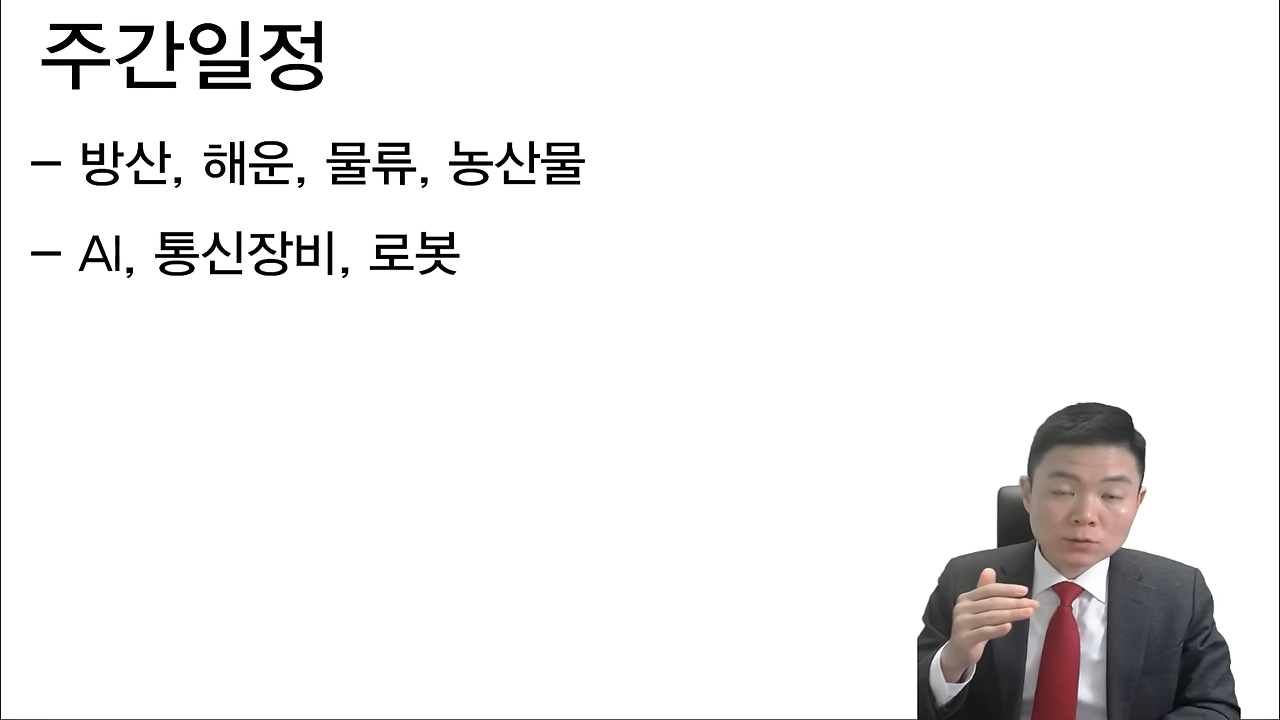 주간일정
– 방산, 해운, 물류, 농산물
– AI, 통신장비, 로봇